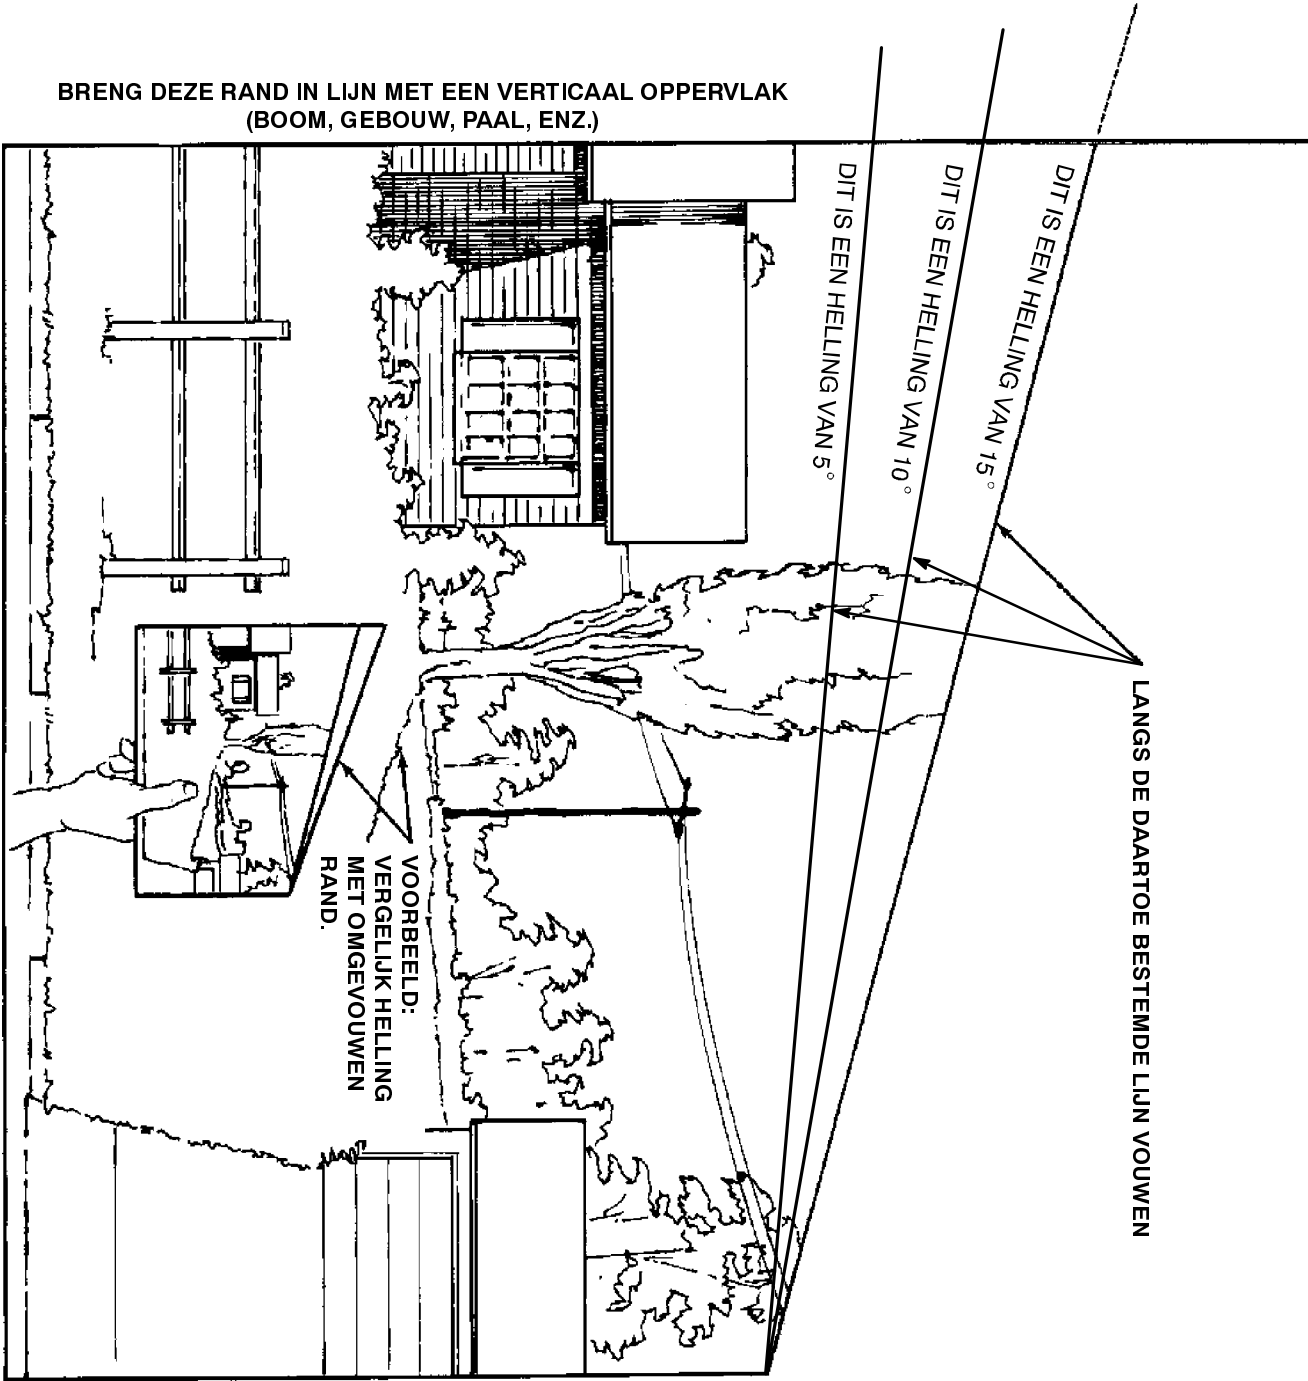 BRENG DEZE RAND IN LIJN MET EEN VERTICAAL OPPERVLAK
(BOOM, GEBOUW, PAAL, ENZ.)
DIT IS EEN HELLING VAN 5°
DIT IS EEN HELLING VAN 10°
DIT IS EEN HELLING VAN 15°
LANGS DE DAARTOE BESTEMDE LIJN VOUWEN
VOORBEELD:
VERGELIJK HELLING
MET OMGEVOUWEN
RAND.